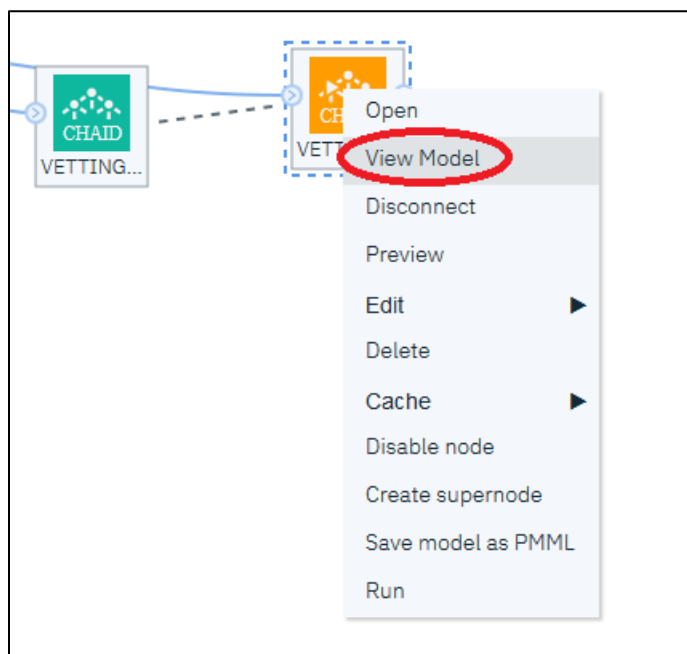 CHAID
VETTING...
CH
VETT
Open
View Model
Disconnect
Preview
Edit
Delete
Cache
Disable node
Create supernode
Save model as PMML
Run